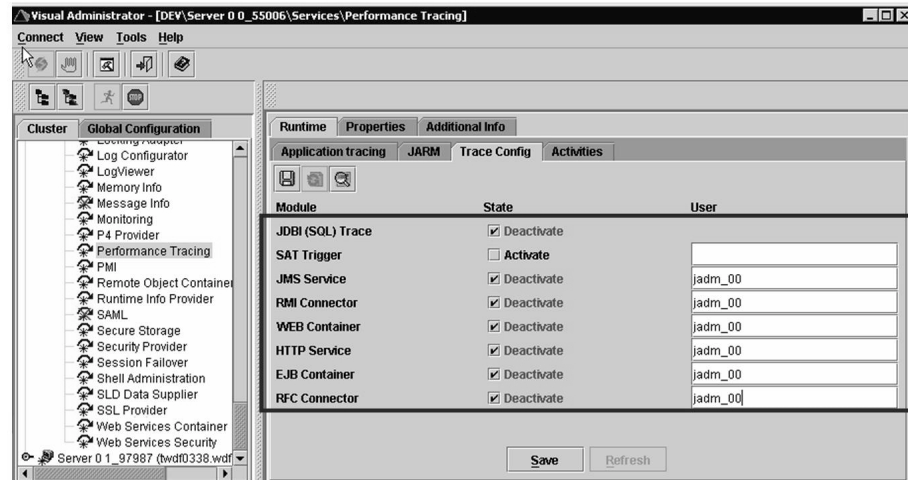 Visual Administrator - [DEV\Server 0 0_55006\Services\Performance Tracing]
Connect View Tools Help
STOP
Cluster Global Configuration
Locking Adapter
Log Configurator
LogViewer
Memory Info
Message Info
Monitoring
P4 Provider
Performance Tracing
PMI
Remote Object Container
Runtime Info Provider
SAML
Secure Storage
Security Provider
Session Failover
Shell Administration
SLD Data Supplier
SSL Provider
Web Services Container
Web Services Security
Server 0 1_97987 (twdf0338.wdf
Runtime Properties Additional Info
Application tracing JARM Trace Config Activities
Module State User
JDBI (SQL) Trace Deactivate
SAT Trigger Activate
JMS Service Deactivate jadm_00
RMI Connector Deactivate jadm_00
WEB Container Deactivate jadm_00
HTTP Service Deactivate jadm_00
EJB Container Deactivate jadm_00
RFC Connector Deactivate jadm_00
Save Refresh